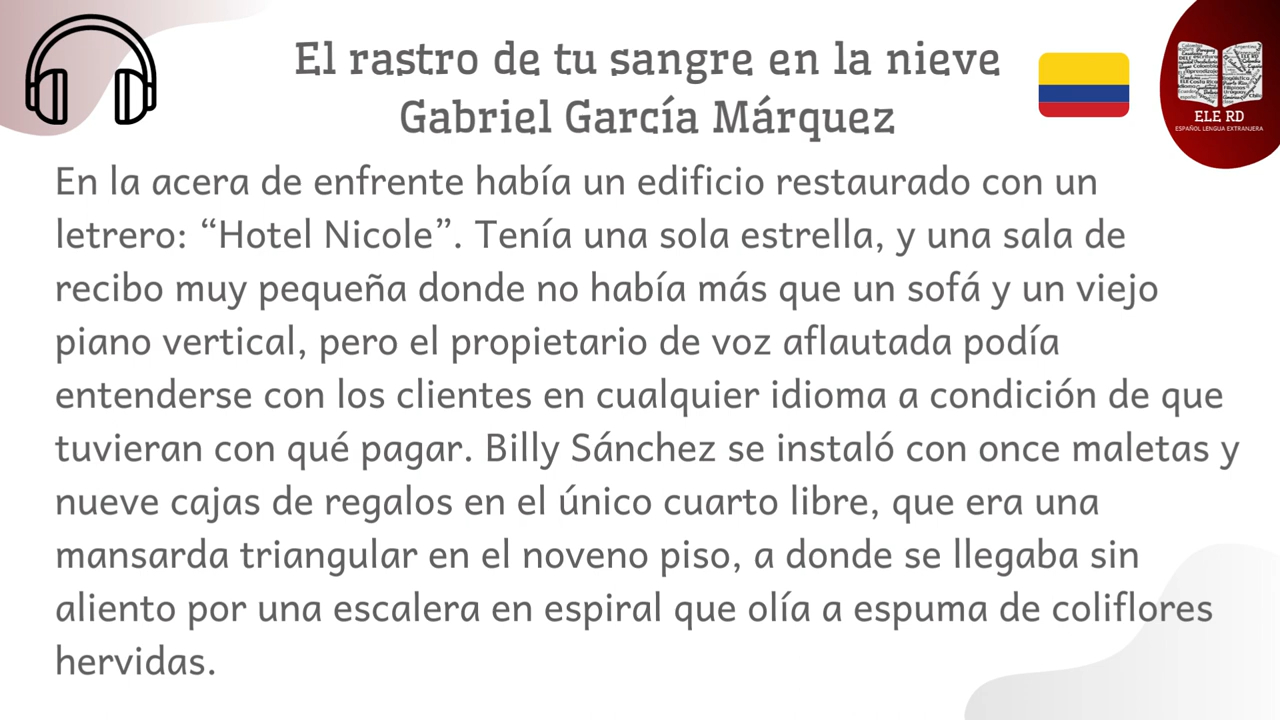 El rastro de tu sangre en la nieve
Gabriel García Márquez
ELE RD
ESPAÑOL LENGUA EXTRANJERA
En la acera de enfrente había un edificio restaurado con un
letrero: “Hotel Nicole”. Tenía una sola estrella, y una sala de
recibo muy pequeña donde no había más que un sofá y un viejo
piano vertical, pero el propietario de voz aflautada podía
entenderse con los clientes en cualquier idioma a condición de que
tuvieran con qué pagar. Billy Sánchez se instaló con once maletas y
nueve cajas de regalos en el único cuarto libre, que era una
mansarda triangular en el noveno piso, a donde se llegaba sin
aliento por una escalera en espiral que olía a espuma de coliflores
hervidas.